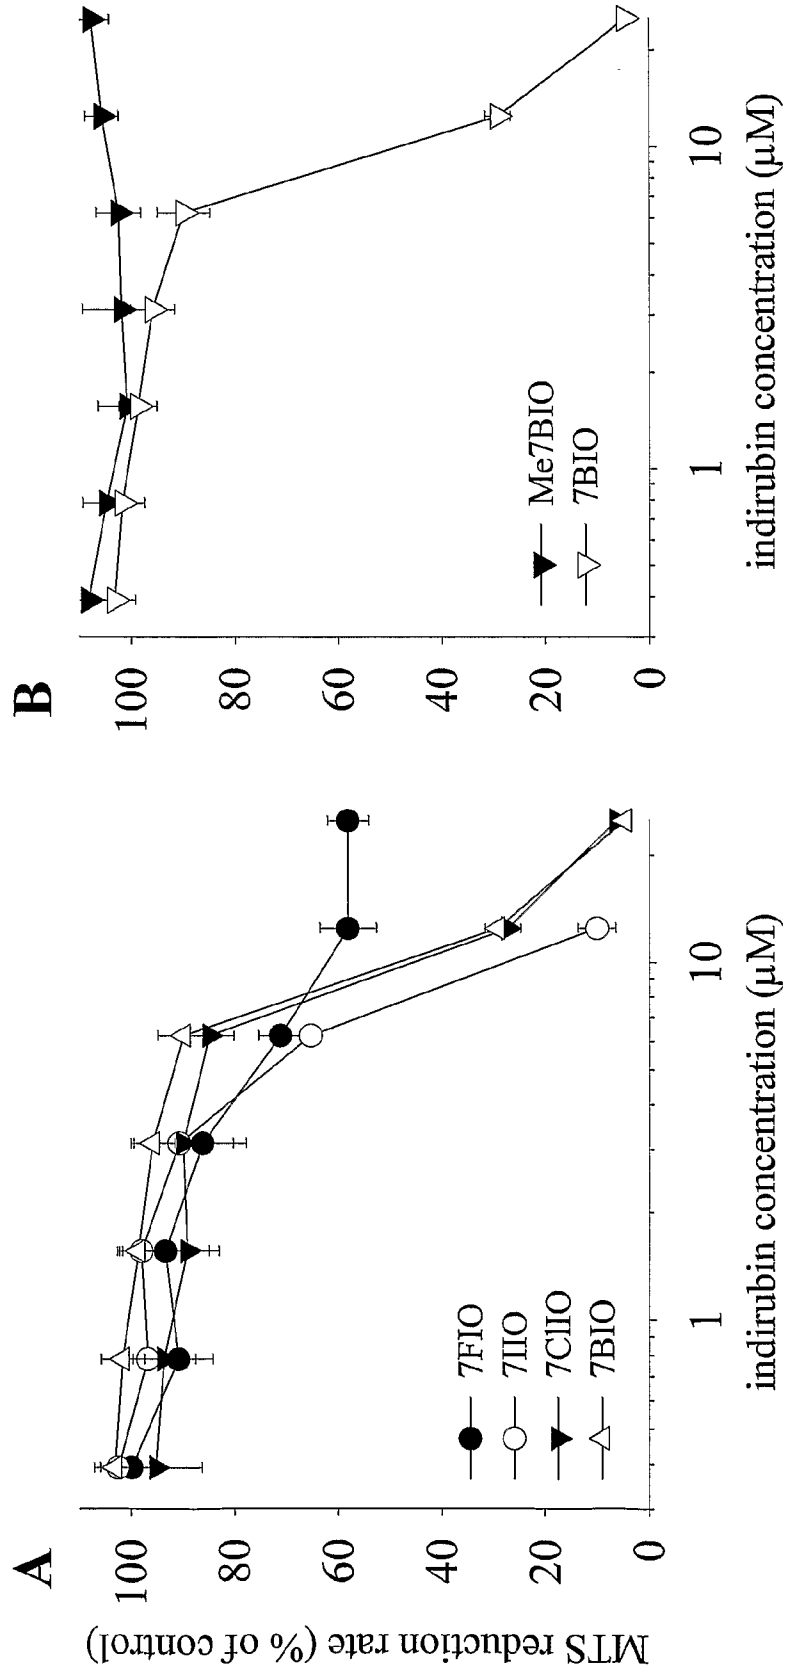 A
MTS reduction rate (% of control)
100
80
60
40
20
0
7FIO
7IIO
7ClIO
7BIO
1
10
indirubin concentration (µM)
B
100
80
60
40
20
0
Me7BIO
7BIO
1
10
indirubin concentration (µM)